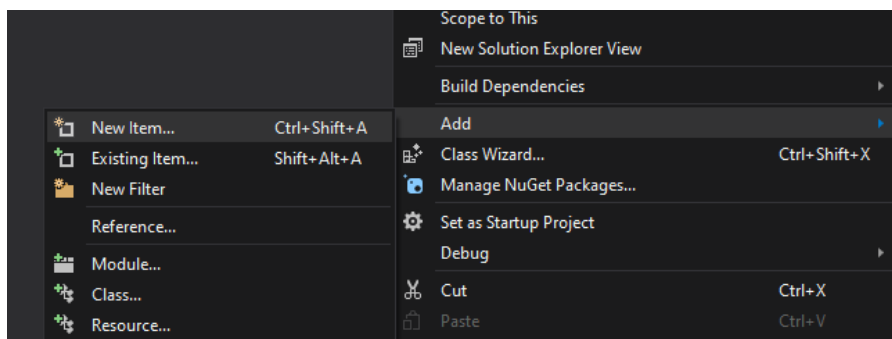 Scope to This
New Solution Explorer View
Build Dependencies
Add
Class Wizard... Ctrl+Shift+X
Manage NuGet Packages...
Set as Startup Project
Debug
Cut Ctrl+X
Paste Ctrl+V
New Item... Ctrl+Shift+A
Existing Item... Shift+Alt+A
New Filter
Reference...
Module...
Class...
Resource...